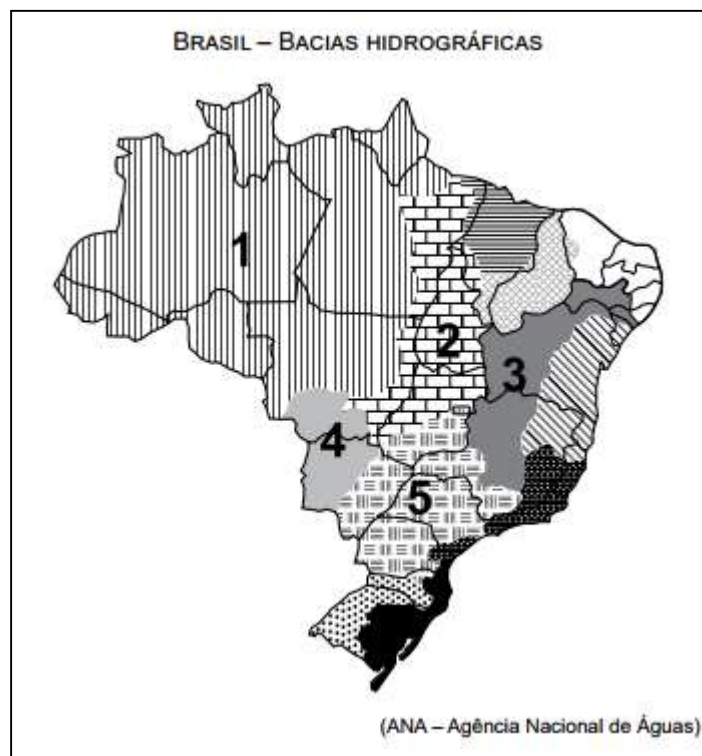 BRASIL – BACIAS HIDROGRÁFICAS
1
2
3
4
5
(ANA – Agência Nacional de Águas)